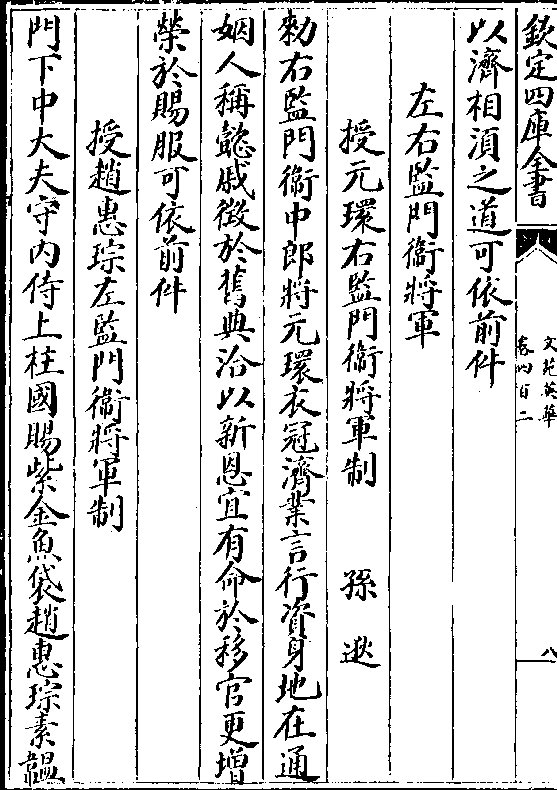 欽定四庫全書
文苑英華
卷四百二
八
以濟相須之道可依前件
左右監門衛將軍
授元環右監門衛將軍制 孫逖
勑右監門衛中郎將元環衣冠濟業言行資身地在通
姻人稱懿戚徵於舊典洽以新恩宜有命於移官更增
榮於賜服可依前件
授趙惠琮左監門衛將軍制
門下中大夫守內侍上柱國賜紫金魚袋趙惠琮素韞